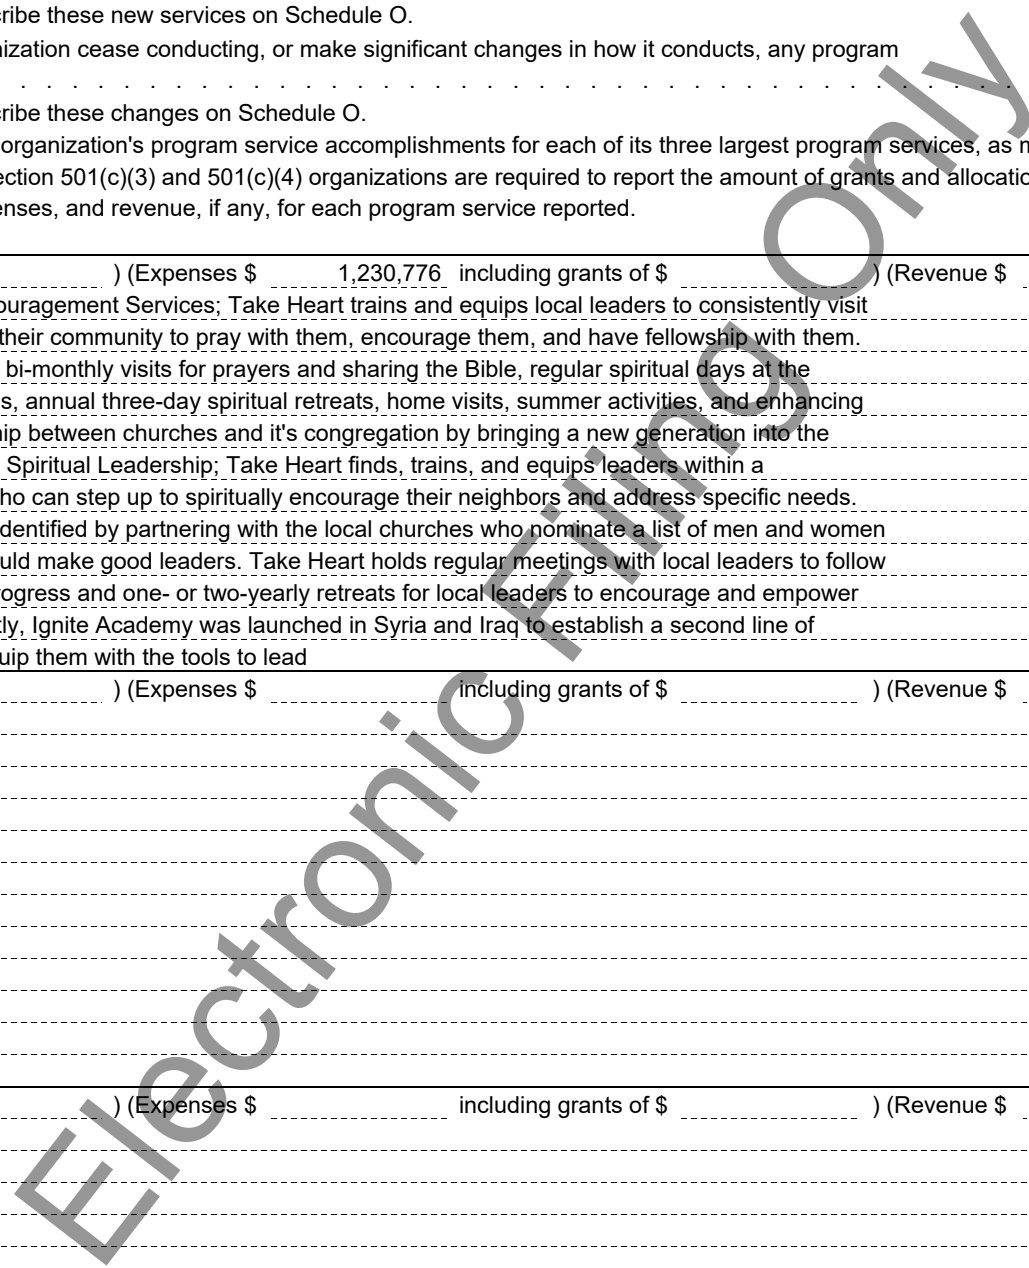 ribe these new services on Schedule O.
nization cease conducting, or make significant changes in how it conducts, any program
. . . . . . . . . . . . . . . . . . . . . . . . . . . . . . . . . . . . . . .
ribe these changes on Schedule O.
organization's program service accomplishments for each of its three largest program services, as m
ection 501(c)(3) and 501(c)(4) organizations are required to report the amount of grants and allocatio
enses, and revenue, if any, for each program service reported.
) (Expenses $ 1,230,776 including grants of $ ) (Revenue $
ouragement Services; Take Heart trains and equips local leaders to consistently visit
their community to pray with them, encourage them, and have fellowship with them.
bi-monthly visits for prayers and sharing the Bible, regular spiritual days at the
s, annual three-day spiritual retreats, home visits, summer activities, and enhancing
hip between churches and it's congregation by bringing a new generation into the
Spiritual Leadership; Take Heart finds, trains, and equips leaders within a
ho can step up to spiritually encourage their neighbors and address specific needs.
dentified by partnering with the local churches who nominate a list of men and women
uld make good leaders. Take Heart holds regular meetings with local leaders to follow
rogress and one- or two-yearly retreats for local leaders to encourage and empower
tly, Ignite Academy was launched in Syria and Iraq to establish a second line of
uip them with the tools to lead
) (Expenses $ including grants of $ ) (Revenue $
) (Expenses $ including grants of $ ) (Revenue $
Electronic Filing Only